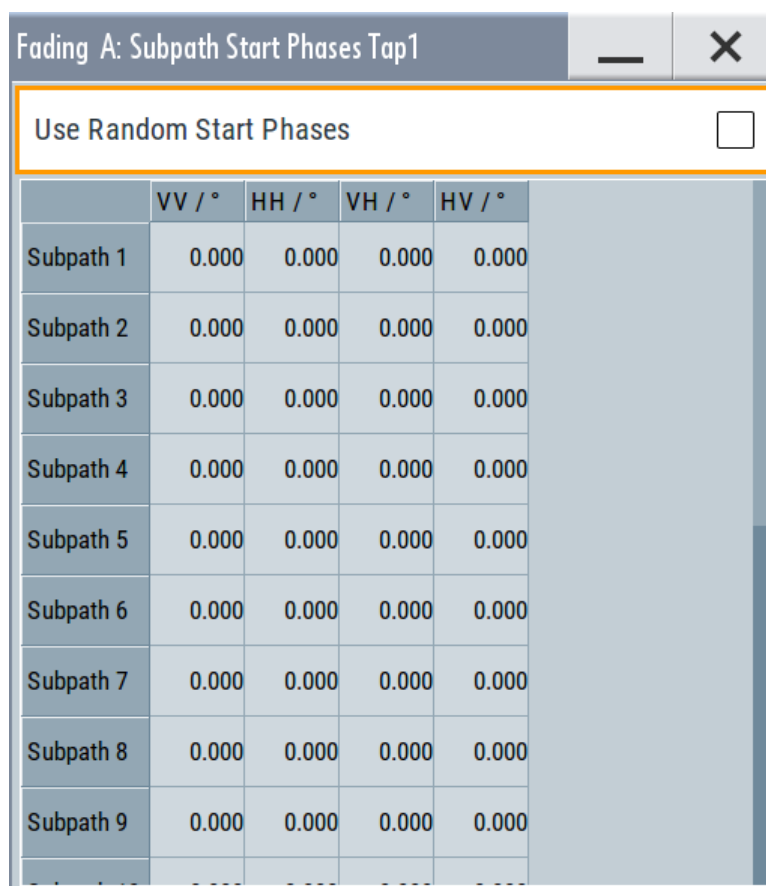 Fading A: Subpath Start Phases Tap1
Use Random Start Phases
VV / ° HH / ° VH / ° HV / °
Subpath 1 0.000 0.000 0.000 0.000
Subpath 2 0.000 0.000 0.000 0.000
Subpath 3 0.000 0.000 0.000 0.000
Subpath 4 0.000 0.000 0.000 0.000
Subpath 5 0.000 0.000 0.000 0.000
Subpath 6 0.000 0.000 0.000 0.000
Subpath 7 0.000 0.000 0.000 0.000
Subpath 8 0.000 0.000 0.000 0.000
Subpath 9 0.000 0.000 0.000 0.000